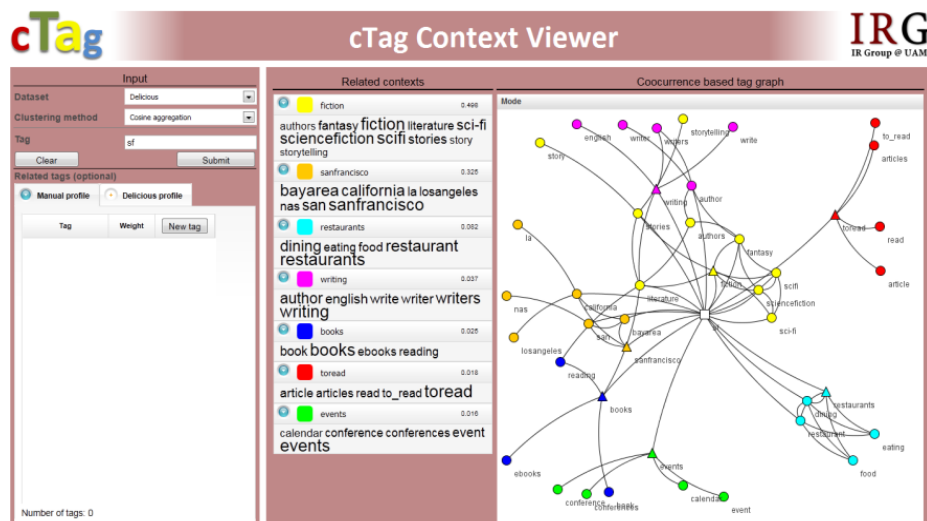 cTag
cTag Context Viewer
IRG
IR Group @ UAM
Input
Dataset
Delicious
Clustering method
Cosine aggregation
Tag
sf
Clear
Submit
Related tags (optional)
Manual profile
Delicious profile
Tag
Weight
New tag
Number of tags: 0
Related contexts
fiction
0.496
authors fantasy fiction literature sci-fi
sciencefiction scifi stories story
storytelling
sanfrancisco
0.325
bayarea california la losangeles
nas san sanfrancisco
restaurants
0.082
dining eating food restaurant
restaurants
writing
0.037
author english write writer writers
writing
books
0.025
book books ebooks reading
toread
0.018
article articles read to_read toread
events
0.016
calendar conference conferences event
events
Coocurrence based tag graph
Mode
storytelling
english
writer
writers
write
to_read
articles
story
writing
author
stories
authors
toread
read
la
fantasy
article
fiction
scifi
sciencefiction
literature
nas
california
sf
sci-fi
san
bayarea
losangeles
sanfrancisco
reading
restaurants
books
dining
restaurant
eating
ebooks
events
food
conference
conferences
book
calendar
event